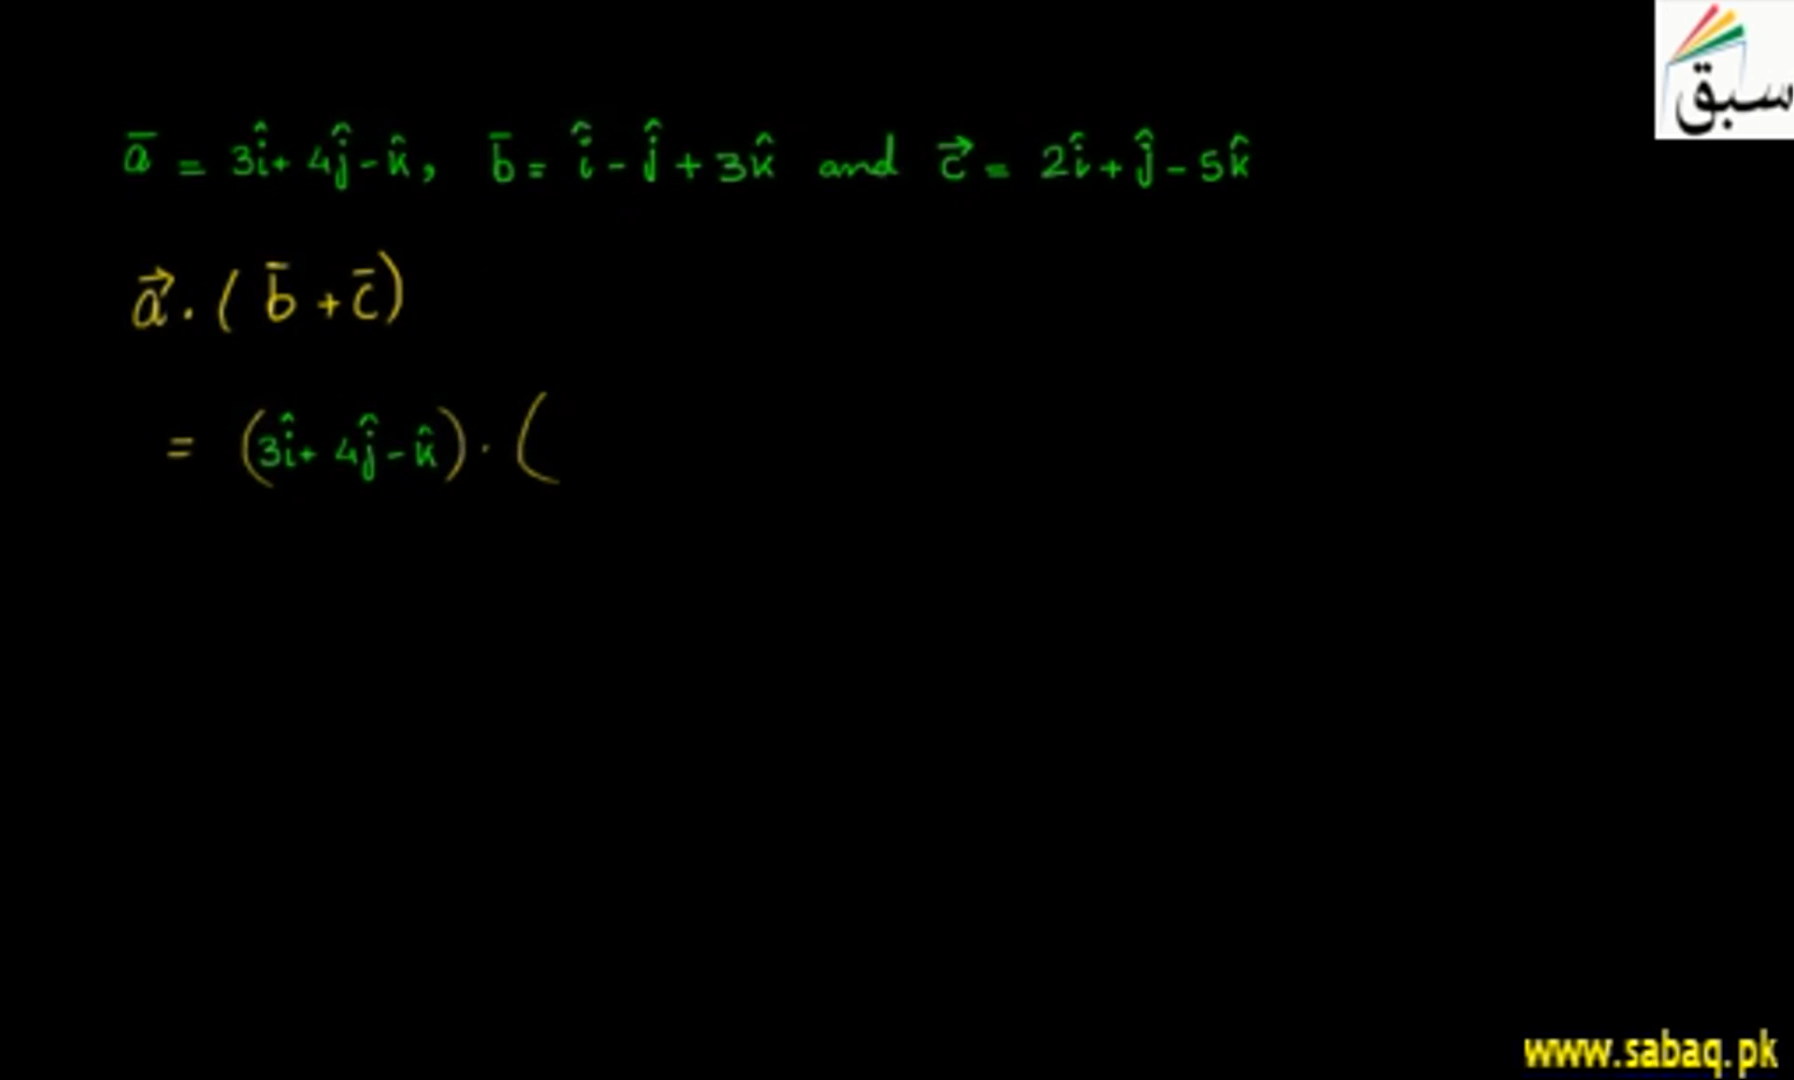 سبق
a̅ = 3î + 4ĵ - k̂, b̅ = î - ĵ + 3k̂ and c⃗ = 2î + ĵ - 5k̂
a⃗ . ( b̅ + c̅ )
= (3î + 4ĵ - k̂) . (
www.sabaq.pk